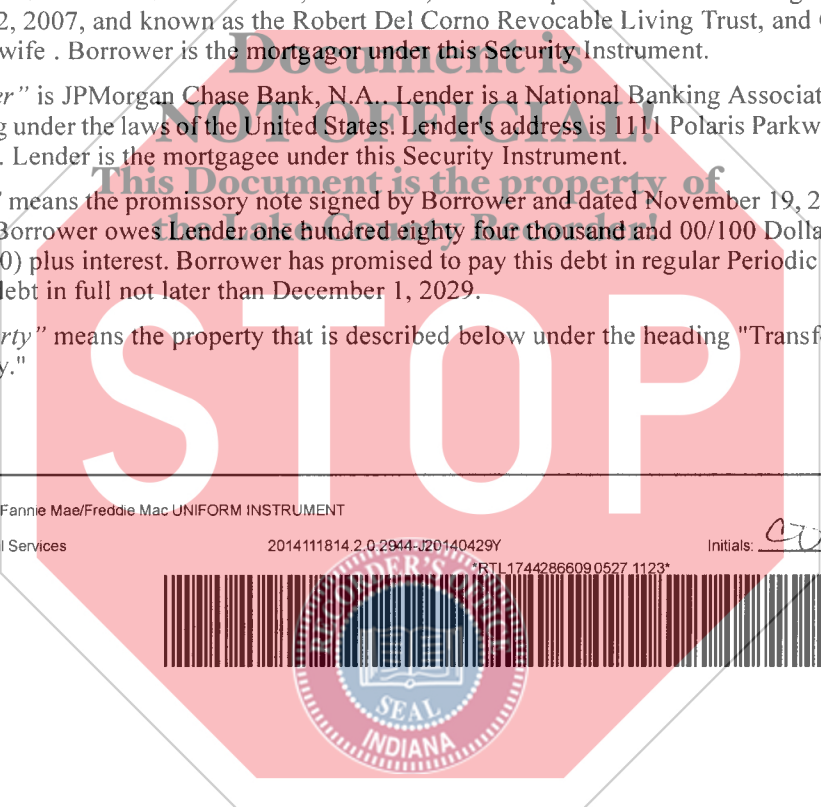 2, 2007, and known as the Robert Del Corno Revocable Living Trust, and
wife . Borrower is the mortgagor under this Security Instrument.
Document is
er” is JPMorgan Chase Bank, N.A.. Lender is a National Banking Associat
NOT OFFICIAL!
g under the laws of the United States. Lender's address is 1111 Polaris Parkw
. Lender is the mortgagee under this Security Instrument.
This Document is the property of
” means the promissory note signed by Borrower and dated November 19, 2
the Lake County Recorder!
Borrower owes Lender one hundred eighty four thousand and 00/100 Dolla
0) plus interest. Borrower has promised to pay this debt in regular Periodic
debt in full not later than December 1, 2029.
rty” means the property that is described below under the heading "Transf
y."
STOP
Fannie Mae/Freddie Mac UNIFORM INSTRUMENT
l Services 2014111814.2.0.2944-J20140429Y Initials:
*RTL1744286609 0527 1123*
RECORDER'S OFFICE
SEAL
INDIANA